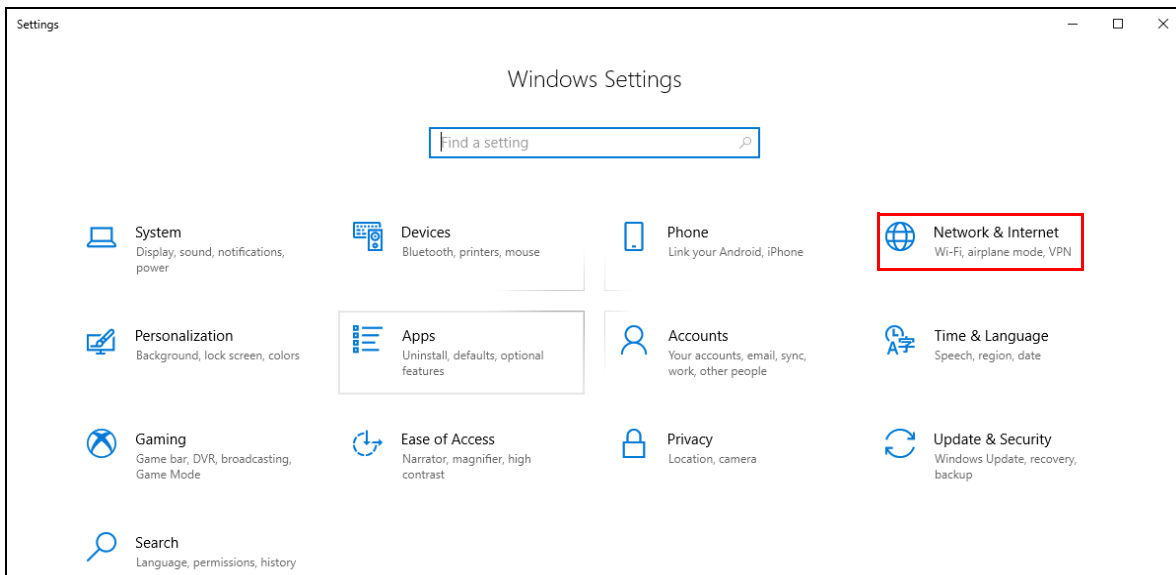 Settings
Windows Settings
Find a setting
System
Display, sound, notifications,
power
Devices
Bluetooth, printers, mouse
Phone
Link your Android, iPhone
Network & Internet
Wi-Fi, airplane mode, VPN
Personalization
Background, lock screen, colors
Apps
Uninstall, defaults, optional
features
Accounts
Your accounts, email, sync,
work, other people
Time & Language
Speech, region, date
Gaming
Game bar, DVR, broadcasting,
Game Mode
Ease of Access
Narrator, magnifier, high
contrast
Privacy
Location, camera
Update & Security
Windows Update, recovery,
backup
Search
Language, permissions, history